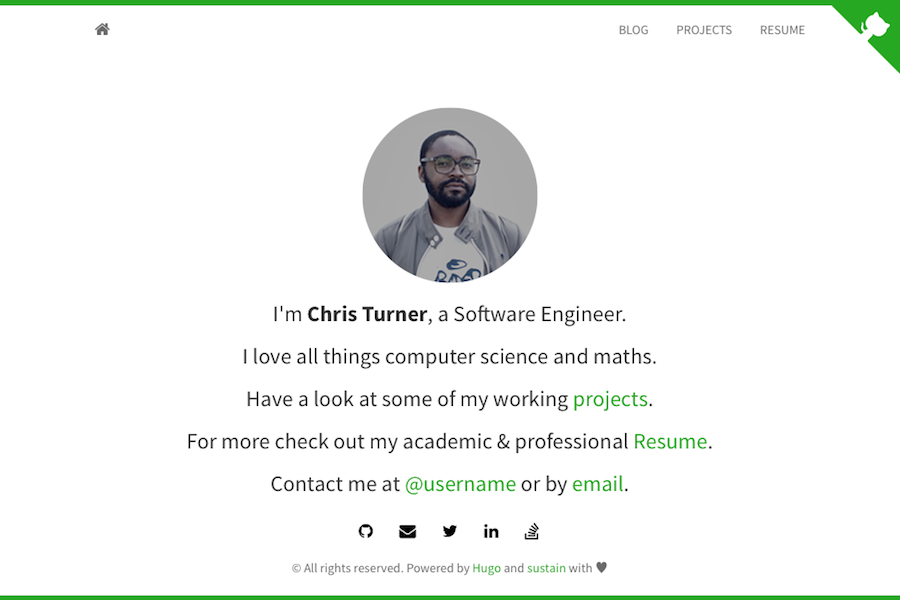 BLOG PROJECTS RESUME
I'm Chris Turner, a Software Engineer.
I love all things computer science and maths.
Have a look at some of my working projects.
For more check out my academic & professional Resume.
Contact me at @username or by email.
© All rights reserved. Powered by Hugo and sustain with